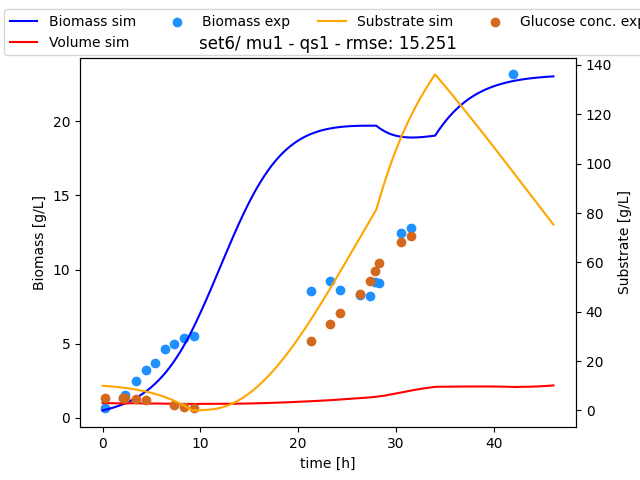 Biomass sim Biomass exp Substrate sim Glucose conc. exp
Volume sim
set6/ mu1 - qs1 - rmse: 15.251
Biomass [g/L]
0
5
10
15
20
0 10 20 30 40
time [h]
0
20
40
60
80
100
120
140
Substrate [g/L]